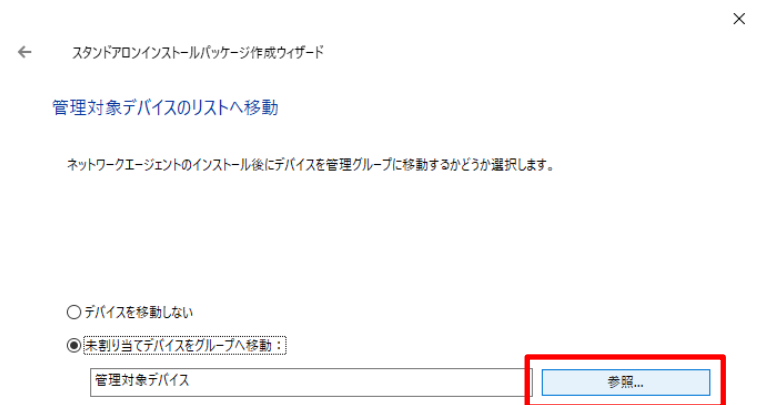 スタンドアロンインストールパッケージ作成ウィザード
管理対象デバイスのリストへ移動
ネットワークエージェントのインストール後にデバイスを管理グループに移動するかどうか選択します。
デバイスを移動しない
未割り当てデバイスをグループへ移動：
管理対象デバイス
参照...